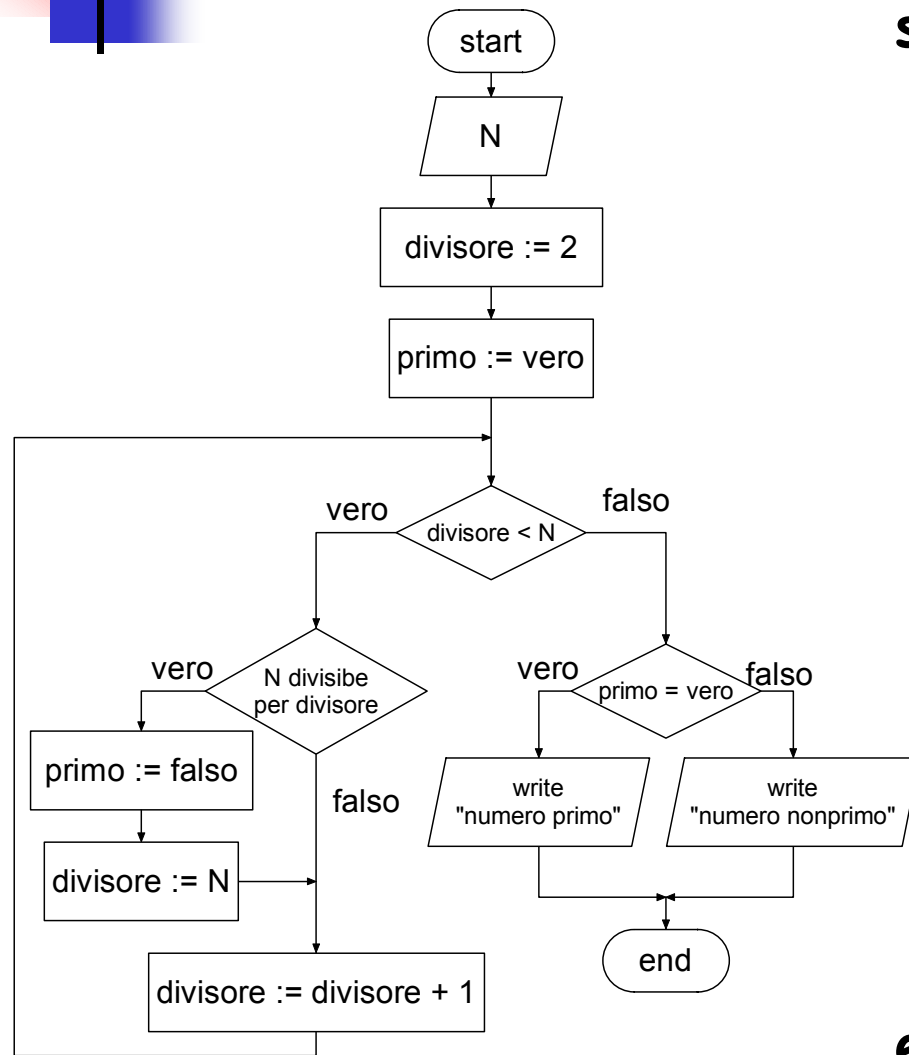 start
N
divisore := 2
primo := vero
vero
falso
divisore < N
vero
N divisibe
per divisore
falso
primo := falso
divisore := N
divisore := divisore + 1
vero
primo = vero
falso
write
"numero primo"
write
"numero nonprimo"
end